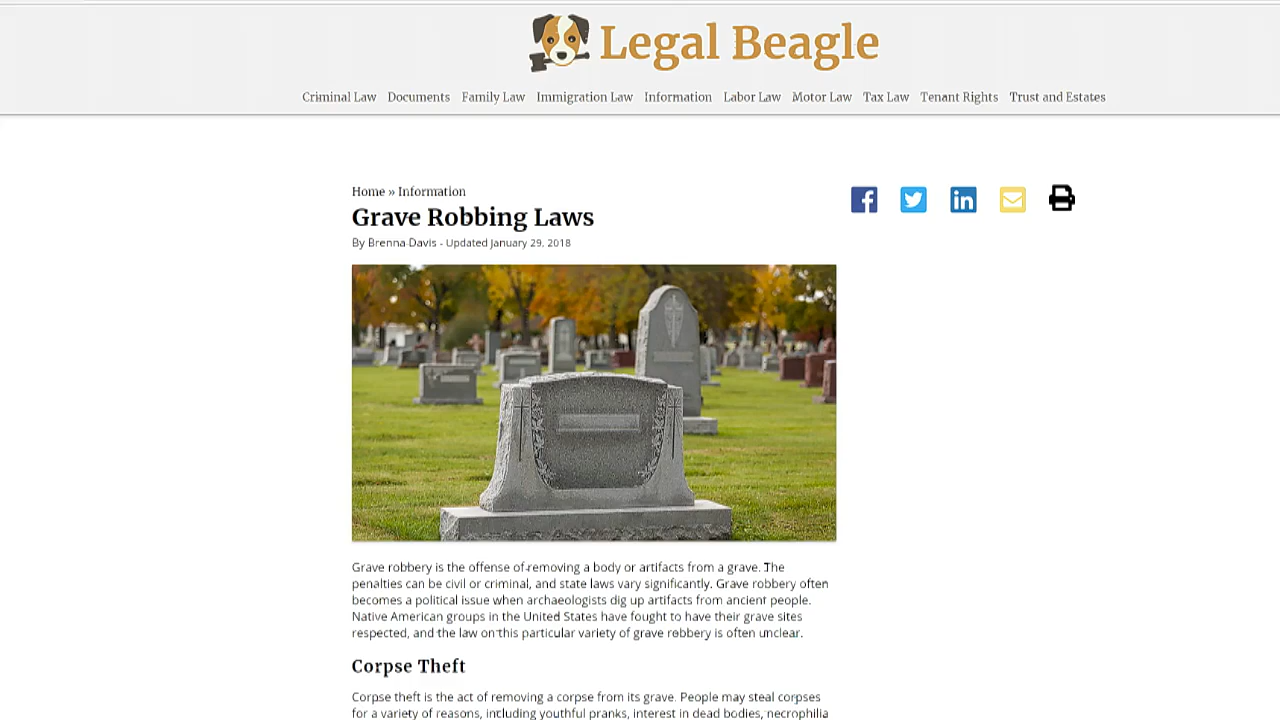 Legal Beagle
Criminal Law Documents Family Law Immigration Law Information Labor Law Motor Law Tax Law Tenant Rights Trust and Estates
Home » Information
Grave Robbing Laws
By Brenna Davis - Updated January 29, 2018
Grave robbery is the offense of removing a body or artifacts from a grave. The
penalties can be civil or criminal, and state laws vary significantly. Grave robbery often
becomes a political issue when archaeologists dig up artifacts from ancient people.
Native American groups in the United States have fought to have their grave sites
respected, and the law on this particular variety of grave robbery is often unclear.
Corpse Theft
Corpse theft is the act of removing a corpse from its grave. People may steal corpses
for a variety of reasons, including youthful pranks, interest in dead bodies, necrophilia